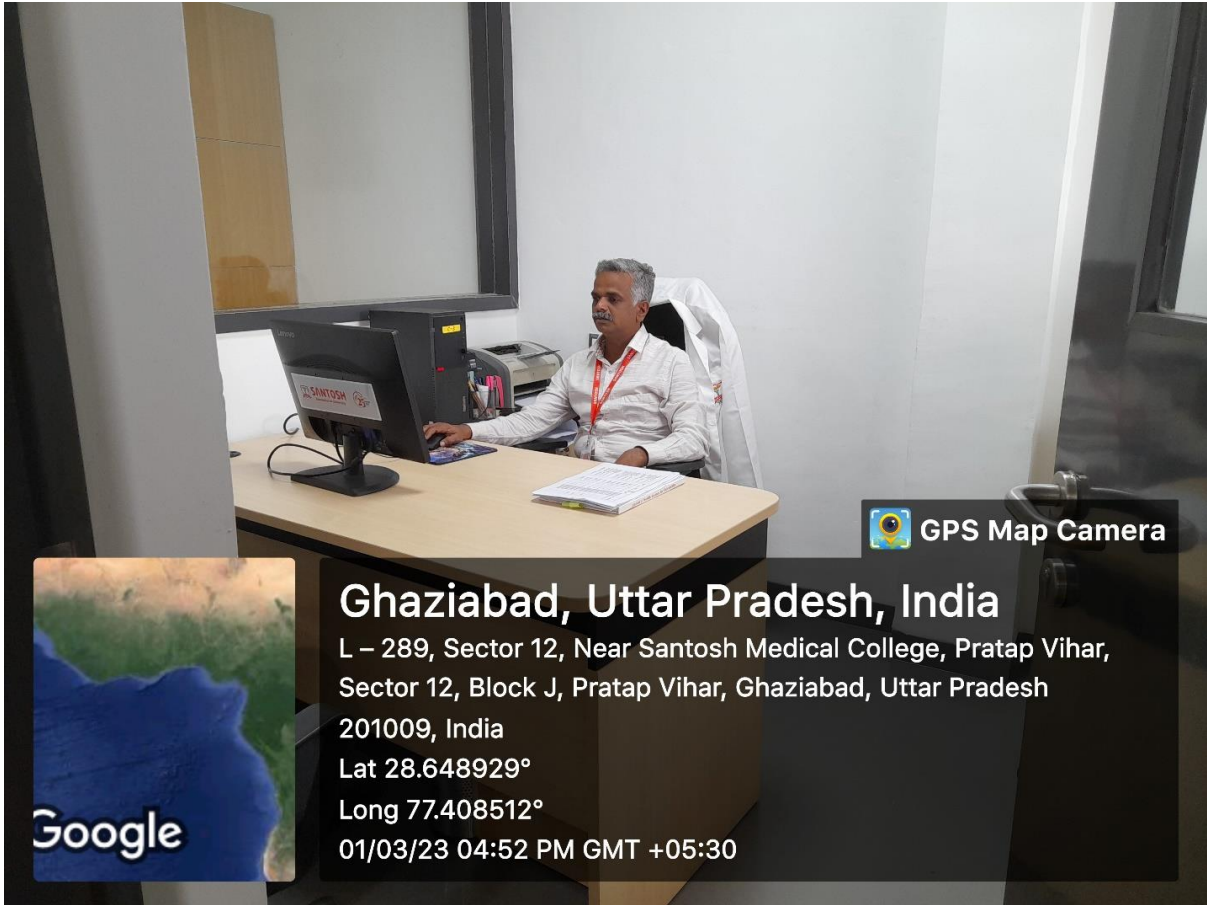 Lenovo
SANTOSH
25
GPS Map Camera
Ghaziabad, Uttar Pradesh, India
L – 289, Sector 12, Near Santosh Medical College, Pratap Vihar,
Sector 12, Block J, Pratap Vihar, Ghaziabad, Uttar Pradesh
201009, India
Lat 28.648929°
Long 77.408512°
01/03/23 04:52 PM GMT +05:30
Google